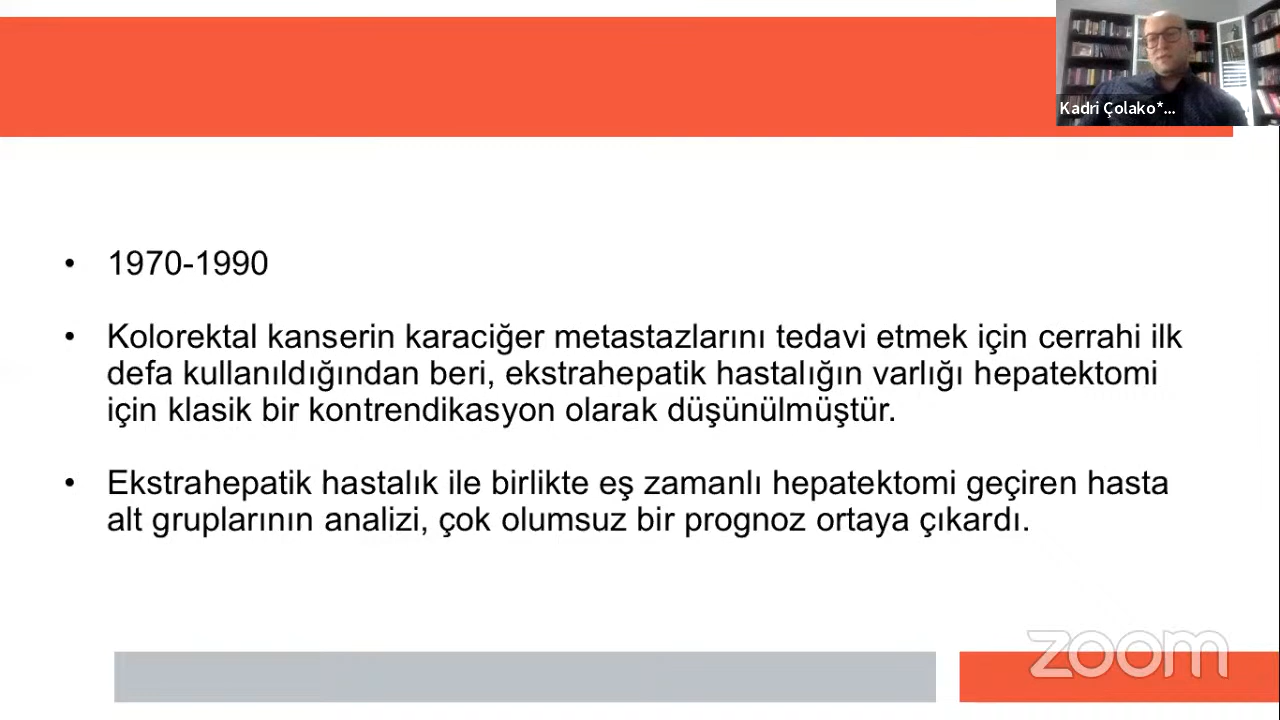 Kadri Çolako*...
• 1970-1990
• Kolorektal kanserin karaciğer metastazlarını tedavi etmek için cerrahi ilk
defa kullanıldığından beri, ekstrahepatik hastalığın varlığı hepatektomi
için klasik bir kontrendikasyon olarak düşünülmüştür.
• Ekstrahepatik hastalık ile birlikte eş zamanlı hepatektomi geçiren hasta
alt gruplarının analizi, çok olumsuz bir prognoz ortaya çıkardı.
zoom